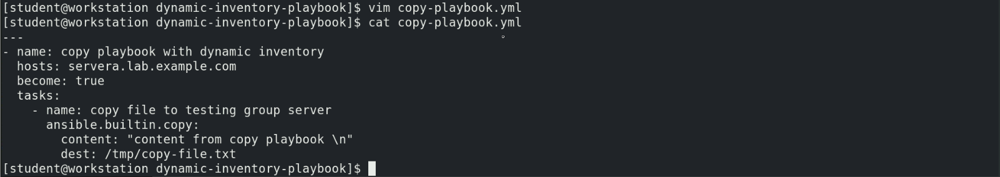 [student@workstation dynamic-inventory-playbook]$ vim copy-playbook.yml
[student@workstation dynamic-inventory-playbook]$ cat copy-playbook.yml
---
- name: copy playbook with dynamic inventory
  hosts: servera.lab.example.com
  become: true
  tasks:
    - name: copy file to testing group server
      ansible.builtin.copy:
        content: "content from copy playbook \n"
        dest: /tmp/copy-file.txt
[student@workstation dynamic-inventory-playbook]$